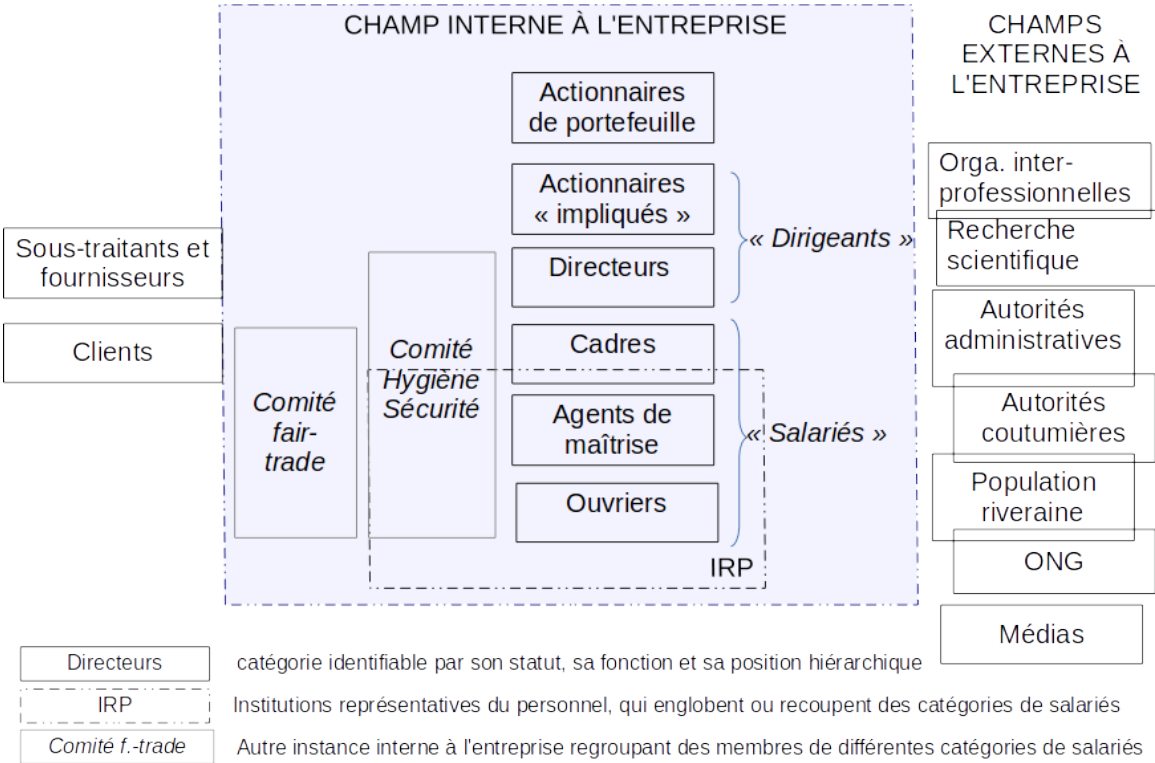 CHAMP INTERNE À L'ENTREPRISE
CHAMPS
EXTERNES À
L'ENTREPRISE
Actionnaires
de portefeuille
Actionnaires
« impliqués »
Directeurs
« Dirigeants »
Sous-traitants et
fournisseurs
Clients
Comité
fair-
trade
Comité
Hygiène
Sécurité
Cadres
Agents de
maîtrise
Ouvriers
« Salariés »
IRP
Orga. inter-
professionnelles
Recherche
scientifique
Autorités
administratives
Autorités
coutumières
Population
riveraine
ONG
Médias
Directeurs
catégorie identifiable par son statut, sa fonction et sa position hiérarchique
IRP
Institutions représentatives du personnel, qui englobent ou recoupent des catégories de salariés
Comité f.-trade
Autre instance interne à l'entreprise regroupant des membres de différentes catégories de salariés